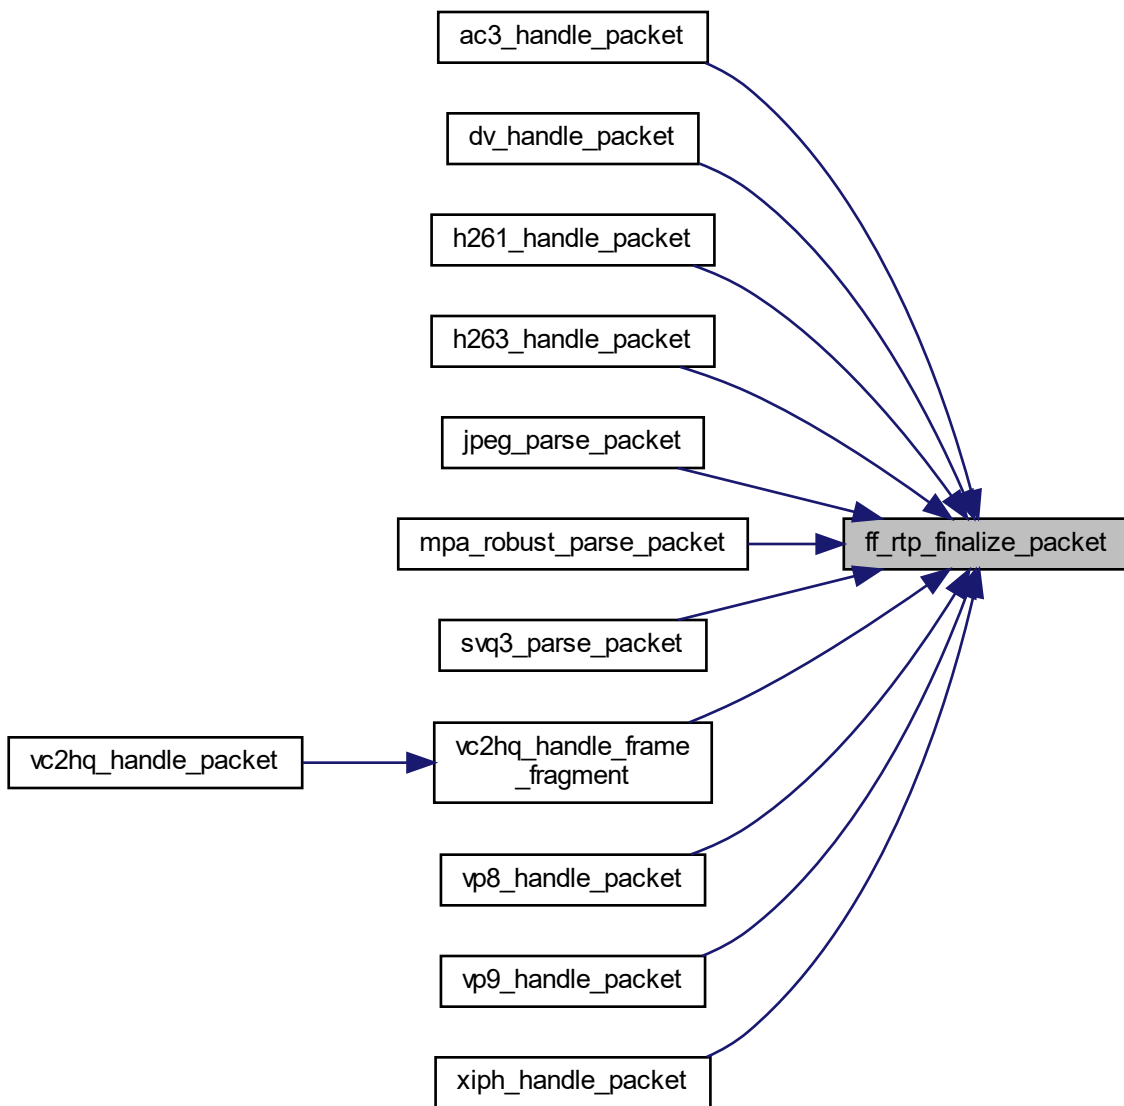 ac3_handle_packet
dv_handle_packet
h261_handle_packet
h263_handle_packet
jpeg_parse_packet
mpa_robust_parse_packet
ff_rtp_finalize_packet
svq3_parse_packet
vc2hq_handle_packet
vc2hq_handle_frame
_fragment
vp8_handle_packet
vp9_handle_packet
xiph_handle_packet